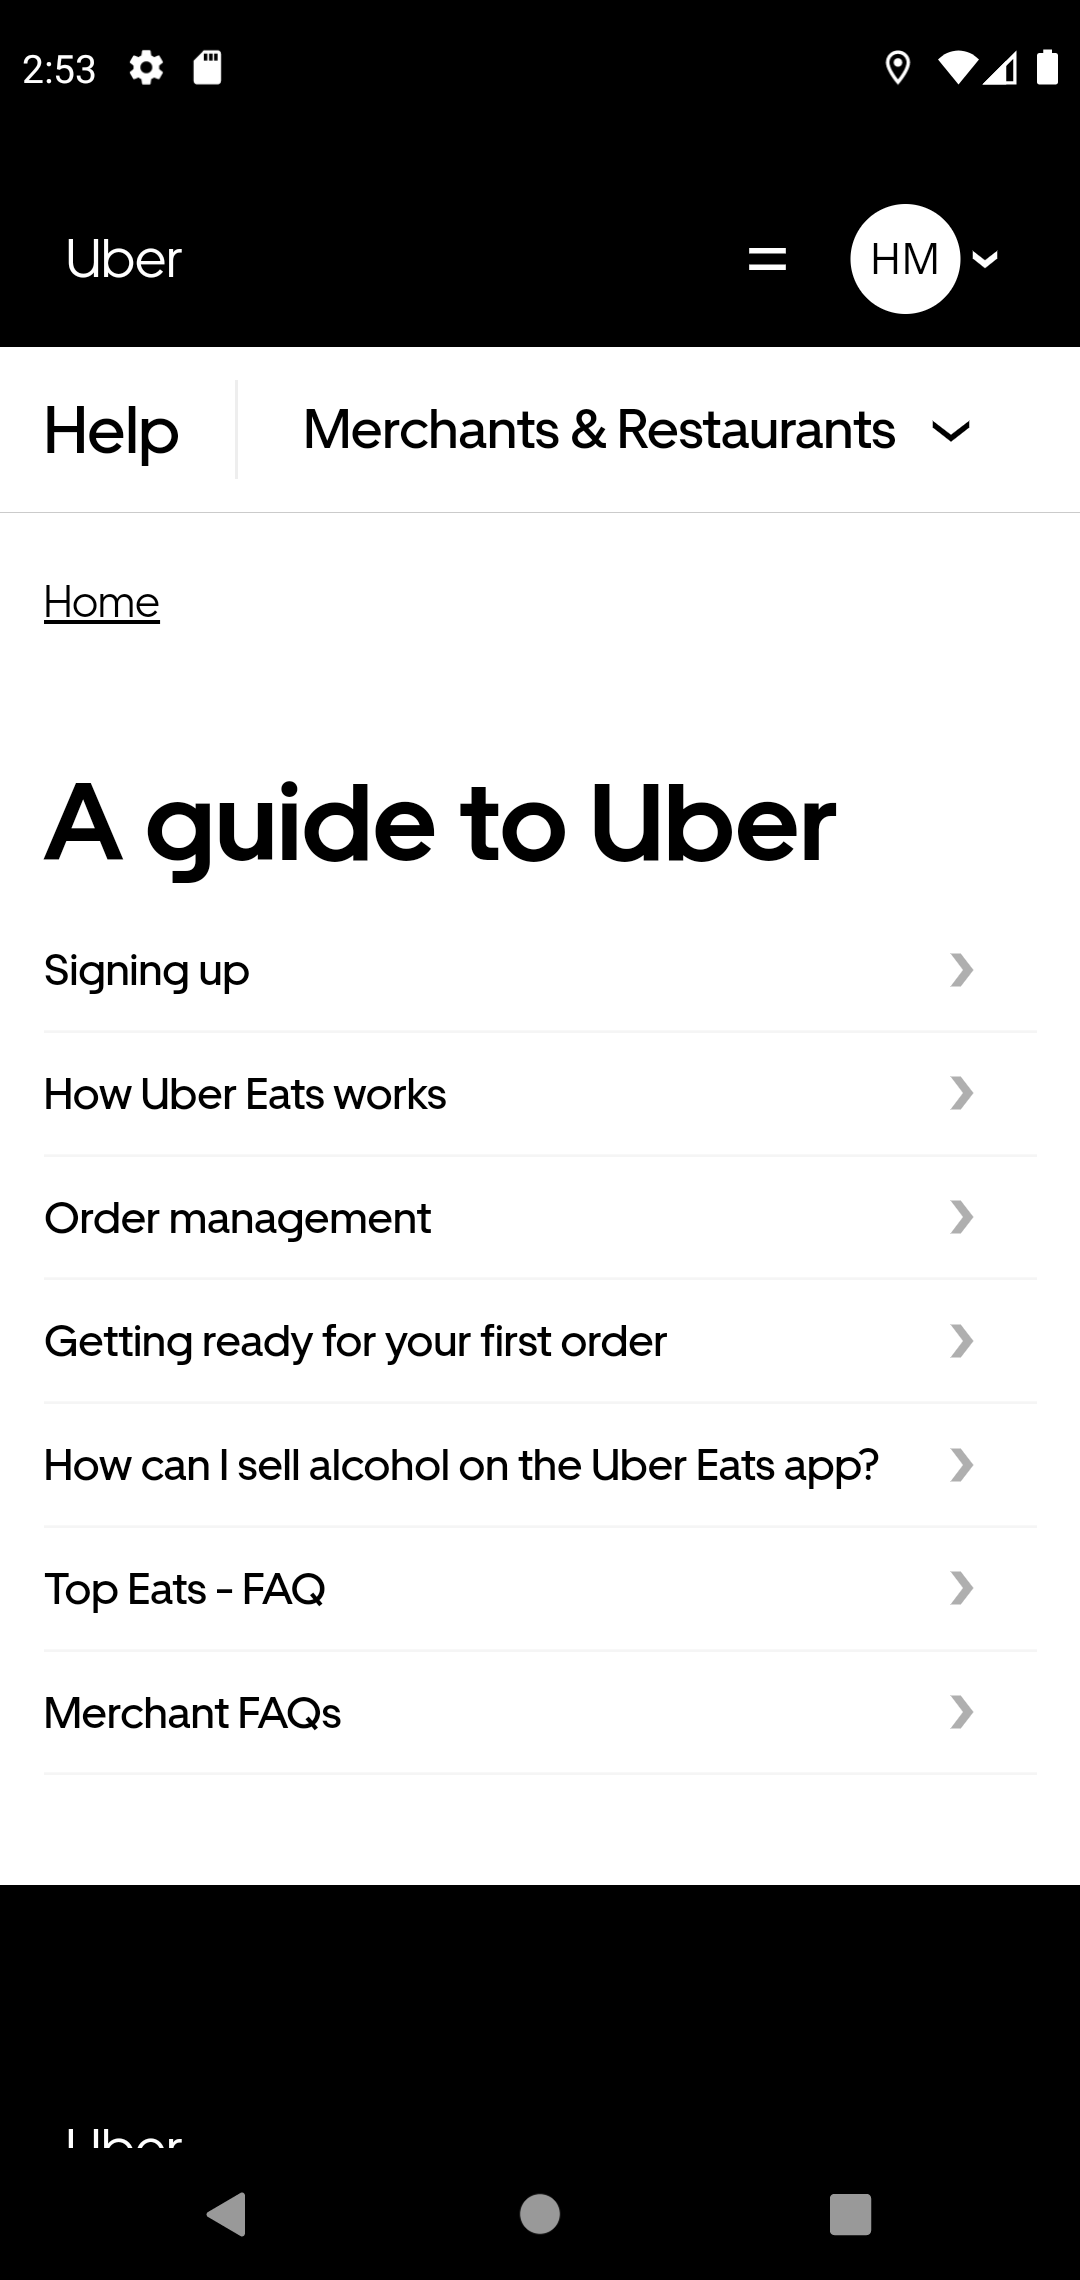 2:53
Uber
HM
Help
Merchants & Restaurants
Home
A guide to Uber
Signing up
How Uber Eats works
Order management
Getting ready for your first order
How can I sell alcohol on the Uber Eats app?
Top Eats - FAQ
Merchant FAQs
Uber